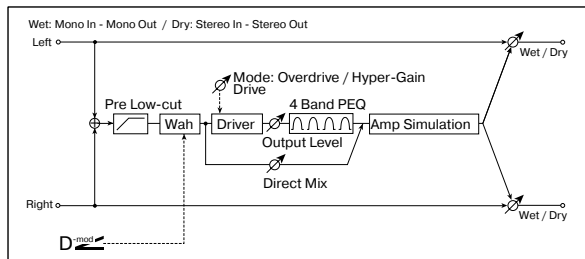 Wet: Mono In - Mono Out / Dry: Stereo In - Stereo Out
Left
Wet / Dry
Mode: Overdrive / Hyper-Gain
Drive
Pre Low-cut
4 Band PEQ
Wah
Driver
Amp Simulation
Output Level
Direct Mix
Right
Wet / Dry
D-mod